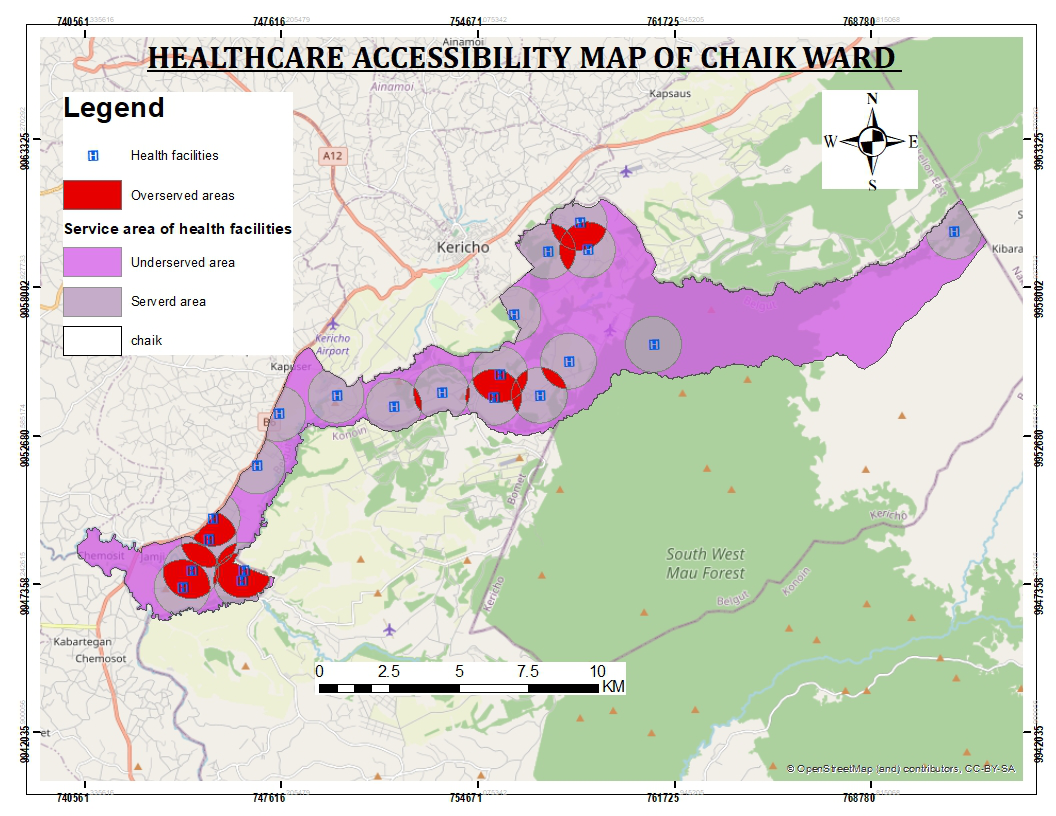 740561 747616 754671 761725 768780
HEALTHCARE ACCESSIBILITY MAP OF CHAIK WARD
Ainamoi
Ainamoi
Kapsaus
Legend
Health facilities
Overserved areas
Service area of health facilities
Underserved area
Serverd area
chaik
N
W E
S
A12
Kericho
Kericho
Airport
Kapuser
Kibara
S
Konoin
Bomet
Kericho
Chemosit
Jamji
South West
Mau Forest
Kericho
Belgut
Konoin
Kabartegan
Chemosot
et
0 2.5 5 7.5 10
KM
© OpenStreetMap (and) contributors, CC-BY-SA
9963325 9963325
9958002 9958002
9952680 9952680
9947358 9947358
9942035 9942035
740561 747616 754671 761725 768780